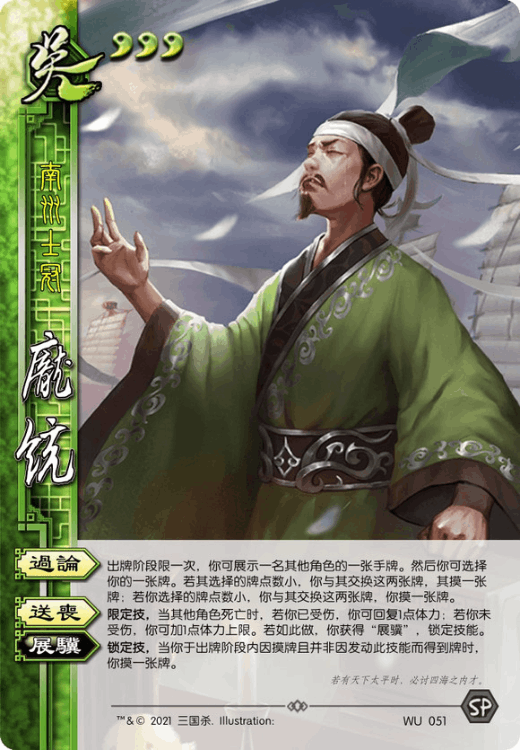 吳
南州士冠
龐統
過論
出牌阶段限一次，你可展示一名其他角色的一张手牌。然后你可选择
你的一张牌。若其选择的牌点数小，你与其交换这两张牌，其摸一张
牌；若你选择的牌点数小，你与其交换这两张牌，你摸一张牌。
送喪
限定技，当其他角色死亡时，若你已受伤，你可回复1点体力；若你未
受伤，你可加1点体力上限。若如此做，你获得“展骥”，锁定技能。
展驥
锁定技，当你于出牌阶段内因摸牌且并非因发动此技能而得到牌时，
你摸一张牌。
若有天下太平时，必讨四海之内才。
SP
™&© 2021 三国杀. Illustration:
WU 051